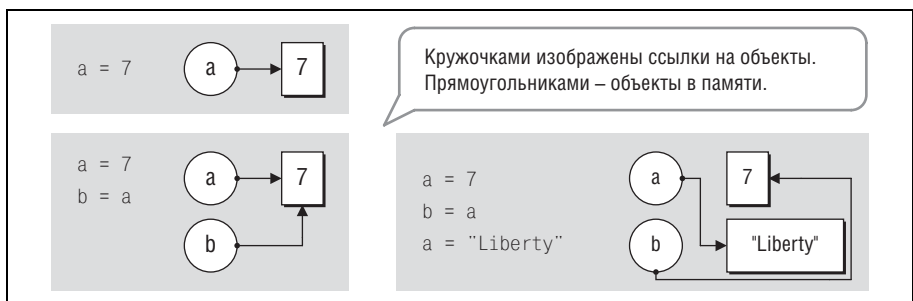 a = 7
a
7
Кружочками изображены ссылки на объекты.
Прямоугольниками – объекты в памяти.
a = 7
b = a
a
7
b
a = 7
b = a
a = "Liberty"
a
7
b
"Liberty"